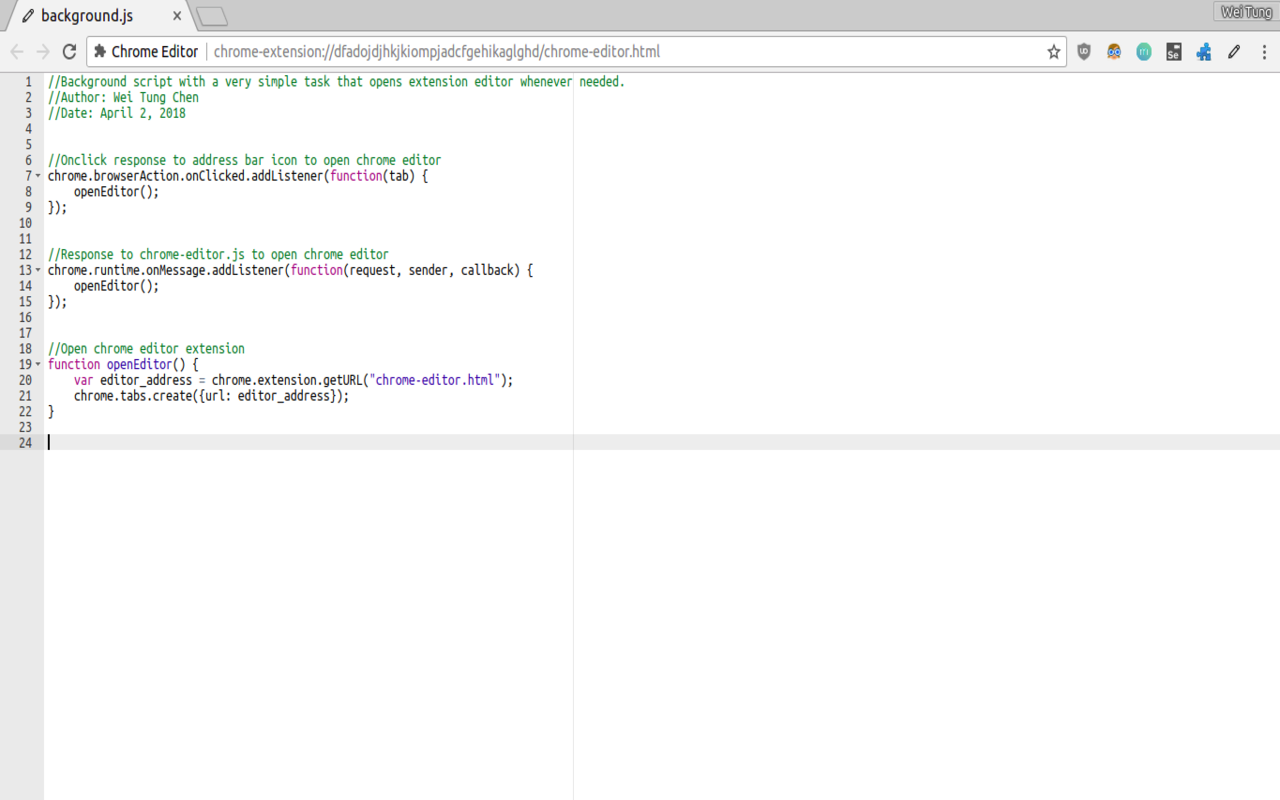 background.js
Wei Tung
Chrome Editor
chrome-extension://dfadojdjhkjkiompjadcfgehikaglghd/chrome-editor.html
Se
1 //Background script with a very simple task that opens extension editor whenever needed.
2 //Author: Wei Tung Chen
3 //Date: April 2, 2018
4
5
6 //Onclick response to address bar icon to open chrome editor
7 chrome.browserAction.onClicked.addListener(function(tab) {
8     openEditor();
9 });
10
11
12 //Response to chrome-editor.js to open chrome editor
13 chrome.runtime.onMessage.addListener(function(request, sender, callback) {
14     openEditor();
15 });
16
17
18 //Open chrome editor extension
19 function openEditor() {
20     var editor_address = chrome.extension.getURL("chrome-editor.html");
21     chrome.tabs.create({url: editor_address});
22 }
23
24